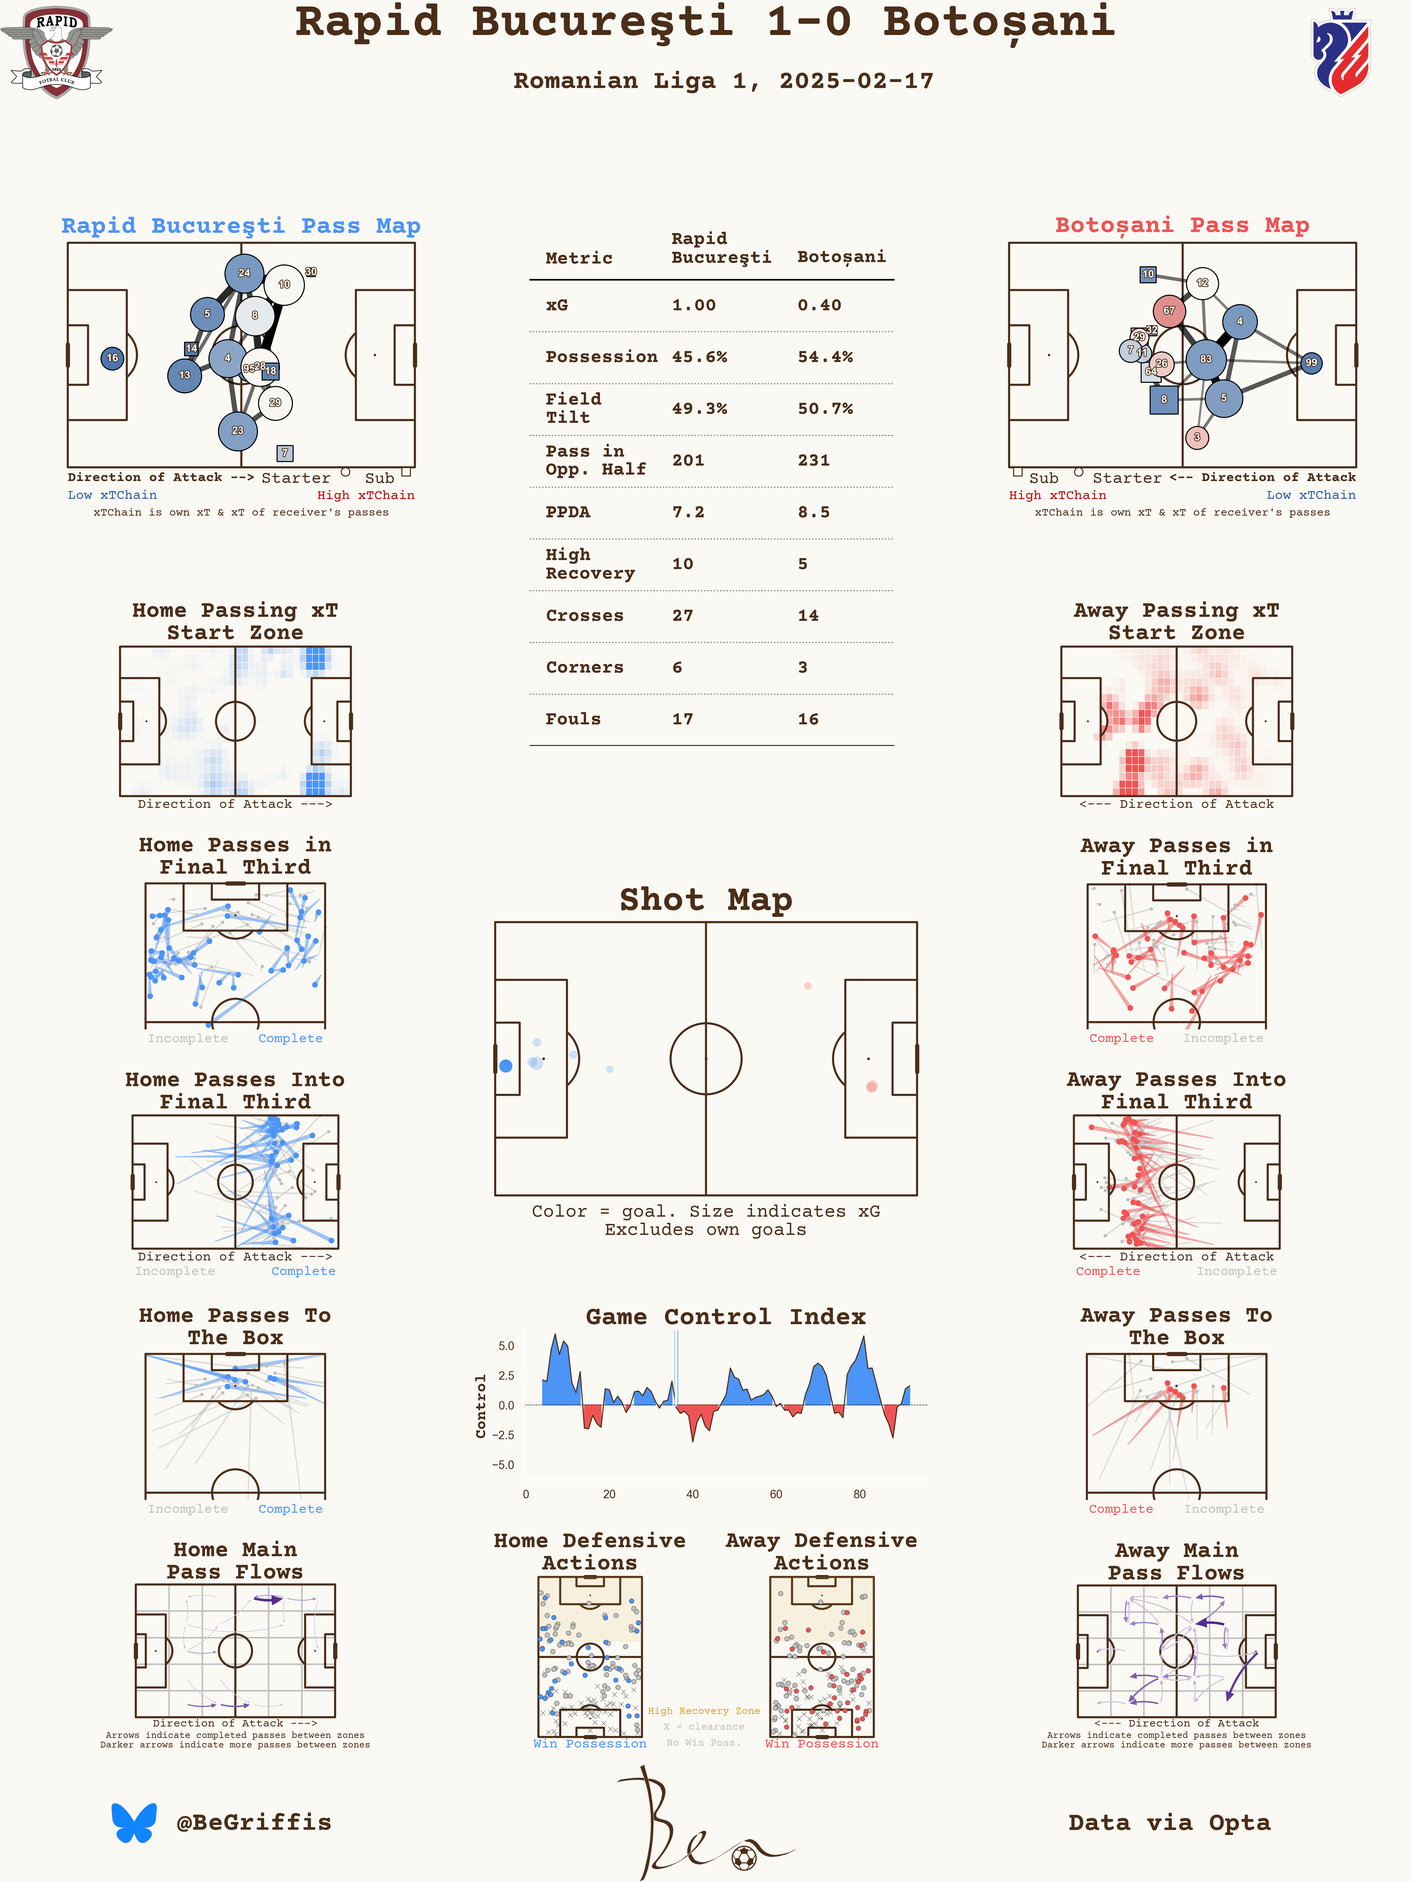 Rapid Bucureşti 1-0 Botoșani
Romanian Liga 1, 2025-02-17
RAPID
1923
FOTBAL CLUB
Rapid Bucureşti Pass Map
24
10
30
5
8
14
4
16
13
95
28
18
29
23
7
Direction of Attack --> Starter Sub
Low xTChain High xTChain
xTChain is own xT & xT of receiver's passes
Metric Rapid Bucureşti Botoșani
xG 1.00 0.40
Possession 45.6% 54.4%
Field Tilt 49.3% 50.7%
Pass in Opp. Half 201 231
PPDA 7.2 8.5
High Recovery 10 5
Crosses 27 14
Corners 6 3
Fouls 17 16
Botoșani Pass Map
10
12
67
4
32
29
7
11
83
26
99
64
8
5
3
Sub Starter <-- Direction of Attack
High xTChain Low xTChain
xTChain is own xT & xT of receiver's passes
Home Passing xT
Start Zone
Direction of Attack --->
Away Passing xT
Start Zone
<--- Direction of Attack
Home Passes in
Final Third
Incomplete Complete
Away Passes in
Final Third
Complete Incomplete
Shot Map
Color = goal. Size indicates xG
Excludes own goals
Home Passes Into
Final Third
Direction of Attack --->
Incomplete Complete
Away Passes Into
Final Third
<--- Direction of Attack
Complete Incomplete
Home Passes To
The Box
Incomplete Complete
Game Control Index
Control
5.0
2.5
0.0
−2.5
−5.0
0 20 40 60 80
Away Passes To
The Box
Complete Incomplete
Home Main
Pass Flows
Direction of Attack --->
Arrows indicate completed passes between zones
Darker arrows indicate more passes between zones
Home Defensive
Actions
Win Possession
High Recovery Zone
X = clearance
No Win Poss.
Away Defensive
Actions
Win Possession
Away Main
Pass Flows
<--- Direction of Attack
Arrows indicate completed passes between zones
Darker arrows indicate more passes between zones
@BeGriffis
Ben
Data via Opta